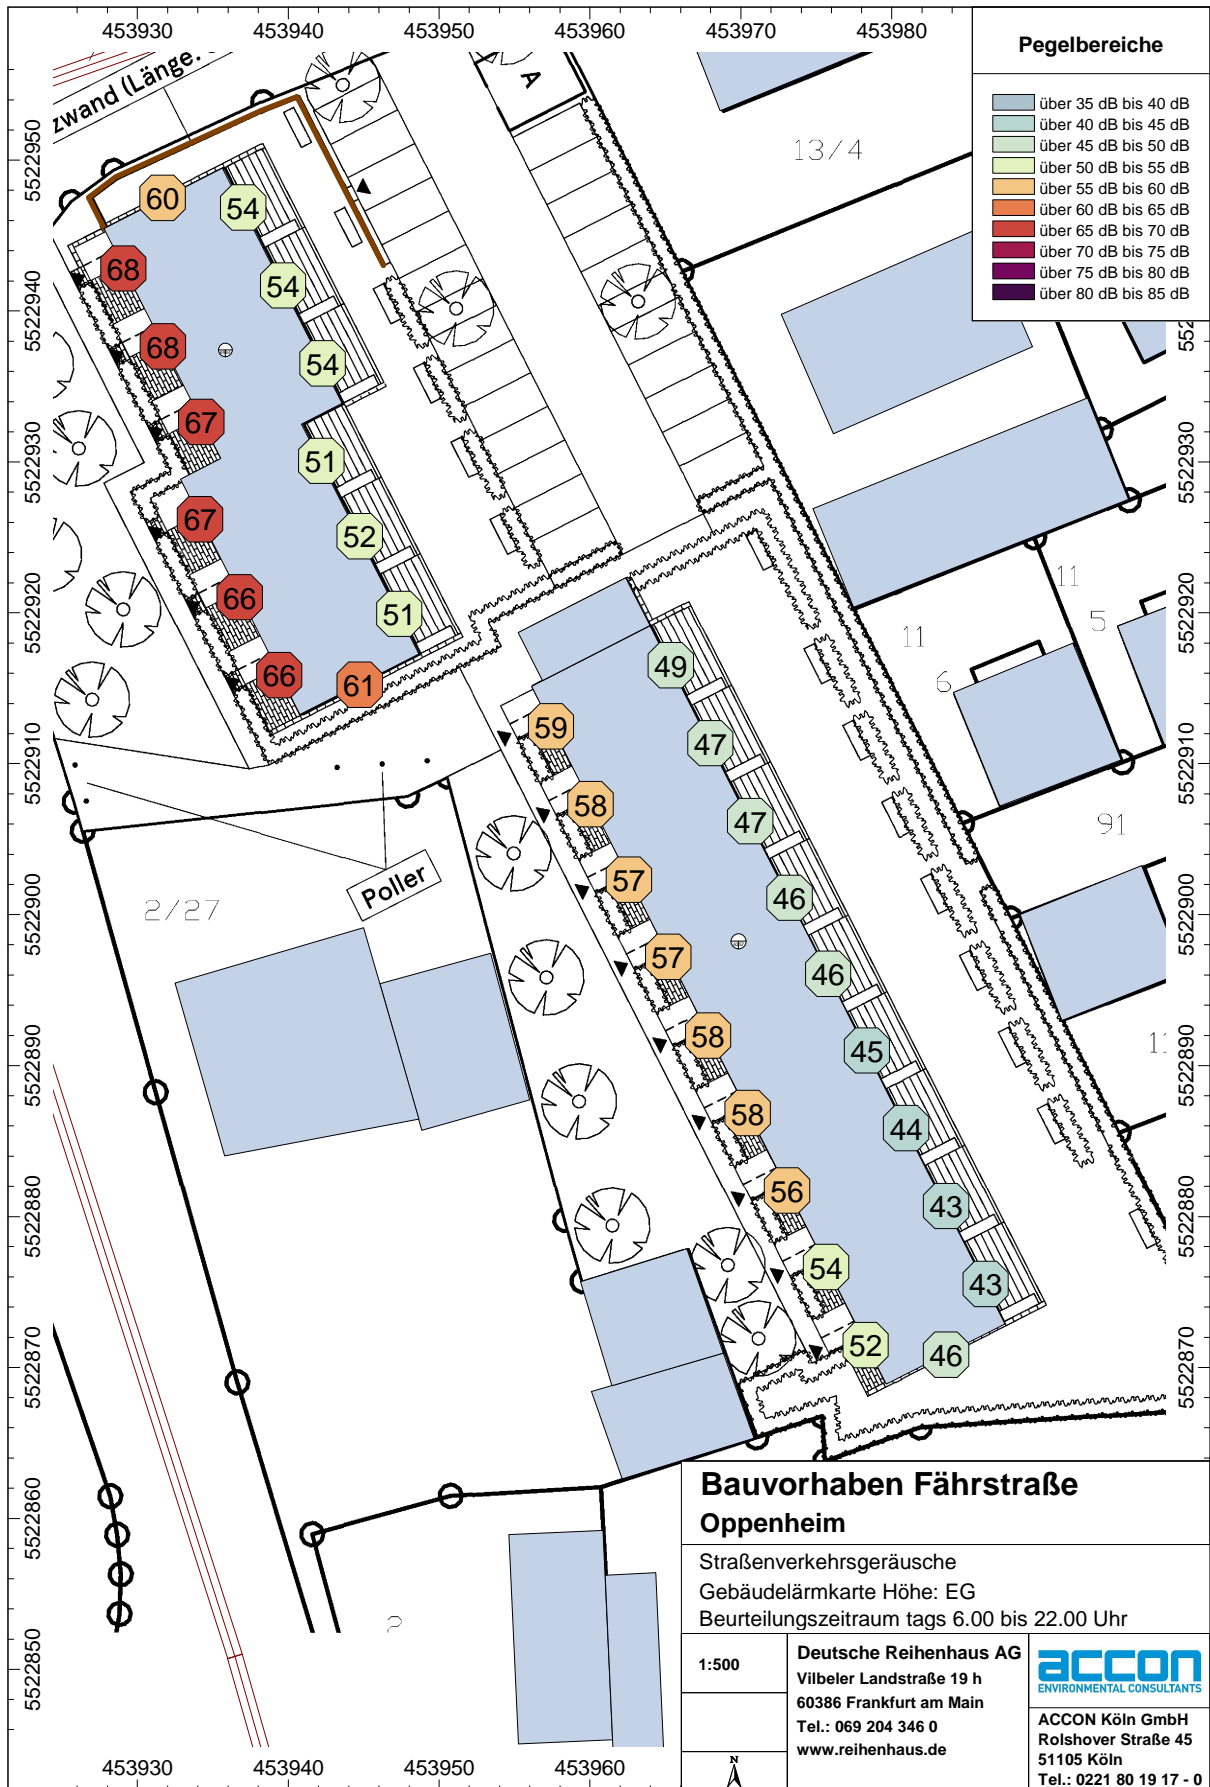 453930 453940 453950 453960 453970 453980
Pegelbereiche
über 35 dB bis 40 dB
über 40 dB bis 45 dB
über 45 dB bis 50 dB
über 50 dB bis 55 dB
über 55 dB bis 60 dB
über 60 dB bis 65 dB
über 65 dB bis 70 dB
über 70 dB bis 75 dB
über 75 dB bis 80 dB
über 80 dB bis 85 dB
zwand (Länge:
A
13/4
5522950
5522940
5522930
5522920
5522910
5522900
5522890
5522880
5522870
5522860
5522850
60
54
68
54
68
54
67
51
67
52
66
51
66
61
49
59
47
58
47
57
46
57
46
58
45
58
44
56
43
54
43
52
46
11
5
11
6
91
2/27
Poller
2
5522930
5522920
5522910
5522900
5522890
5522880
5522870
Bauvorhaben Fährstraße
Oppenheim
Straßenverkehrsgeräusche
Gebäudelärmkarte Höhe: EG
Beurteilungszeitraum tags 6.00 bis 22.00 Uhr
1:500
N
Deutsche Reihenhaus AG
Vilbeler Landstraße 19 h
60386 Frankfurt am Main
Tel.: 069 204 346 0
www.reihenhaus.de
accon
ENVIRONMENTAL CONSULTANTS
ACCON Köln GmbH
Rolshover Straße 45
51105 Köln
Tel.: 0221 80 19 17 - 0
453930 453940 453950 453960